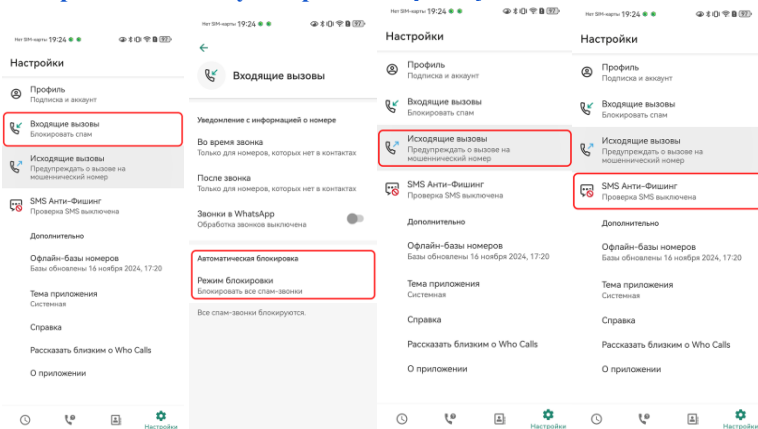 Нет SIM-карты 19:24
97
Настройки
Профиль
Подписка и аккаунт
Входящие вызовы
Блокировать спам
Исходящие вызовы
Предупреждать о вызове на
мошеннический номер
SMS Анти-Фишинг
Проверка SMS выключена
Дополнительно
Офлайн-базы номеров
Базы обновлены 16 ноября 2024, 17:20
Тема приложения
Системная
Справка
Рассказать близким о Who Calls
О приложении
Настройки
Нет SIM-карты 19:24
97
Входящие вызовы
Уведомление с информацией о номере
Во время звонка
Только для номеров, которых нет в контактах
После звонка
Только для номеров, которых нет в контактах
Звонки в WhatsApp
Обработка звонков выключена
Автоматическая блокировка
Режим блокировки
Блокировать все спам-звонки
Все спам-звонки блокируются.
Нет SIM-карты 19:24
97
Настройки
Профиль
Подписка и аккаунт
Входящие вызовы
Блокировать спам
Исходящие вызовы
Предупреждать о вызове на
мошеннический номер
SMS Анти-Фишинг
Проверка SMS выключена
Дополнительно
Офлайн-базы номеров
Базы обновлены 16 ноября 2024, 17:20
Тема приложения
Системная
Справка
Рассказать близким о Who Calls
О приложении
Настройки
Нет SIM-карты 19:24
97
Настройки
Профиль
Подписка и аккаунт
Входящие вызовы
Блокировать спам
Исходящие вызовы
Предупреждать о вызове на
мошеннический номер
SMS Анти-Фишинг
Проверка SMS выключена
Дополнительно
Офлайн-базы номеров
Базы обновлены 16 ноября 2024, 17:20
Тема приложения
Системная
Справка
Рассказать близким о Who Calls
О приложении
Настройки